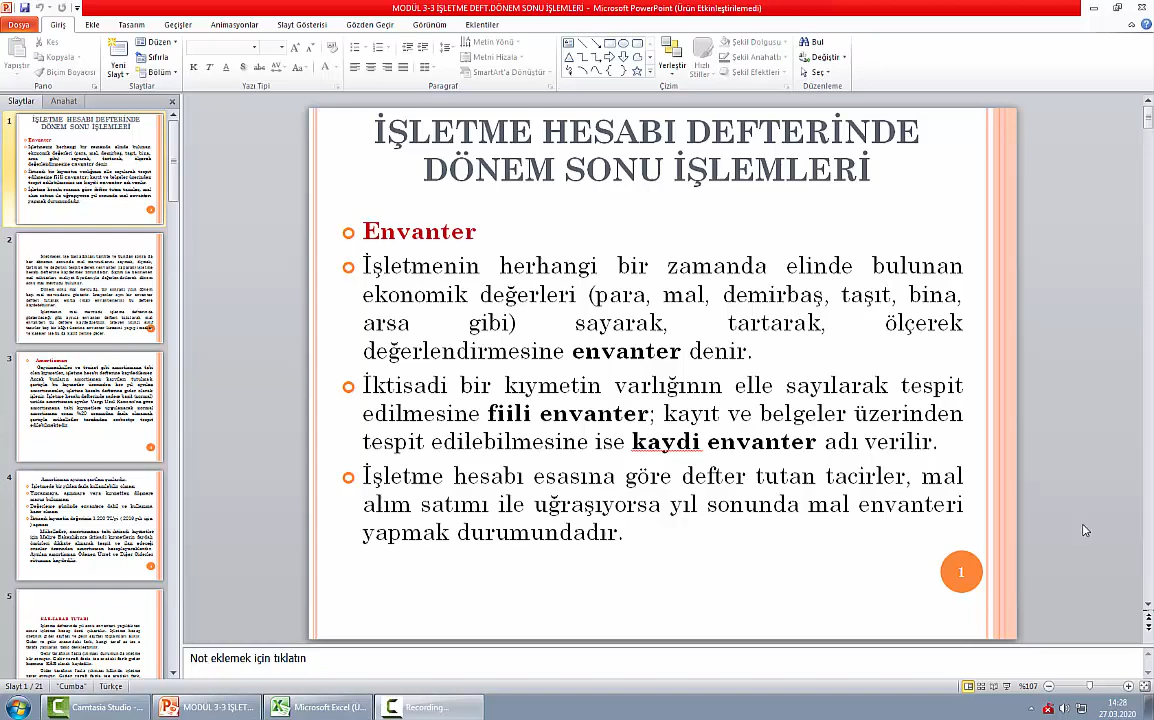 MODÜL 3-3 İŞLETME DEFT.DÖNEM SONU İŞLEMLERİ - Microsoft PowerPoint (Ürün Etkinleştirilemedi)
Dosya Giriş Ekle Tasarım Geçişler Animasyonlar Slayt Gösterisi Gözden Geçir Görünüm Eklentiler
Yapıştır
Kes
Kopyala
Biçim Boyacısı
Yeni Slayt
Düzen
Sıfırla
Bölüm
Metin Yönü
Metni Hizala
SmartArt'a Dönüştür
Yerleştir
Hızlı Stiller
Şekil Dolgusu
Şekil Anahattı
Şekil Efektleri
Bul
Değiştir
Seç
Pano Slaytlar Yazı Tipi Paragraf Çizim Düzenleme
Slaytlar Anahat
1
2
3
4
5
İŞLETME HESABI DEFTERİNDE
DÖNEM SONU İŞLEMLERİ
Envanter
İşletmenin herhangi bir zamanda elinde bulunan
ekonomik değerleri (para, mal, demirbaş, taşıt, bina,
arsa gibi) sayarak, tartarak, ölçerek
değerlendirmesine envanter denir.
İktisadi bir kıymetin varlığının elle sayılarak tespit
edilmesine fiili envanter; kayıt ve belgeler üzerinden
tespit edilebilmesine ise kaydi envanter adı verilir.
İşletme hesabı esasına göre defter tutan tacirler, mal
alım satımı ile uğraşıyorsa yıl sonunda mal envanteri
yapmak durumundadır.
1
Not eklemek için tıklatın
Slayt 1 / 21 "Cumba" Türkçe %107
Camtasia Studio -... MODÜL 3-3 İŞLET... Microsoft Excel (Ü... Recording...
14:28
27.03.2020